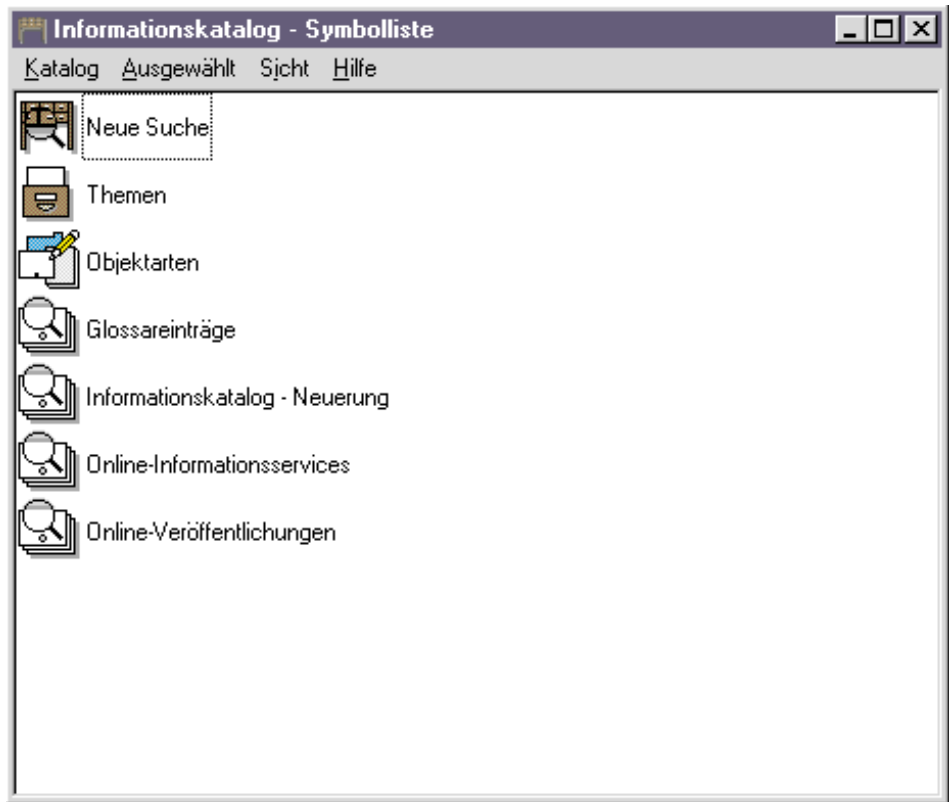 Informationskatalog - Symbolliste
Katalog Ausgewählt Sicht Hilfe
Neue Suche
Themen
Objektarten
Glossareinträge
Informationskatalog - Neuerung
Online-Informationsservices
Online-Veröffentlichungen